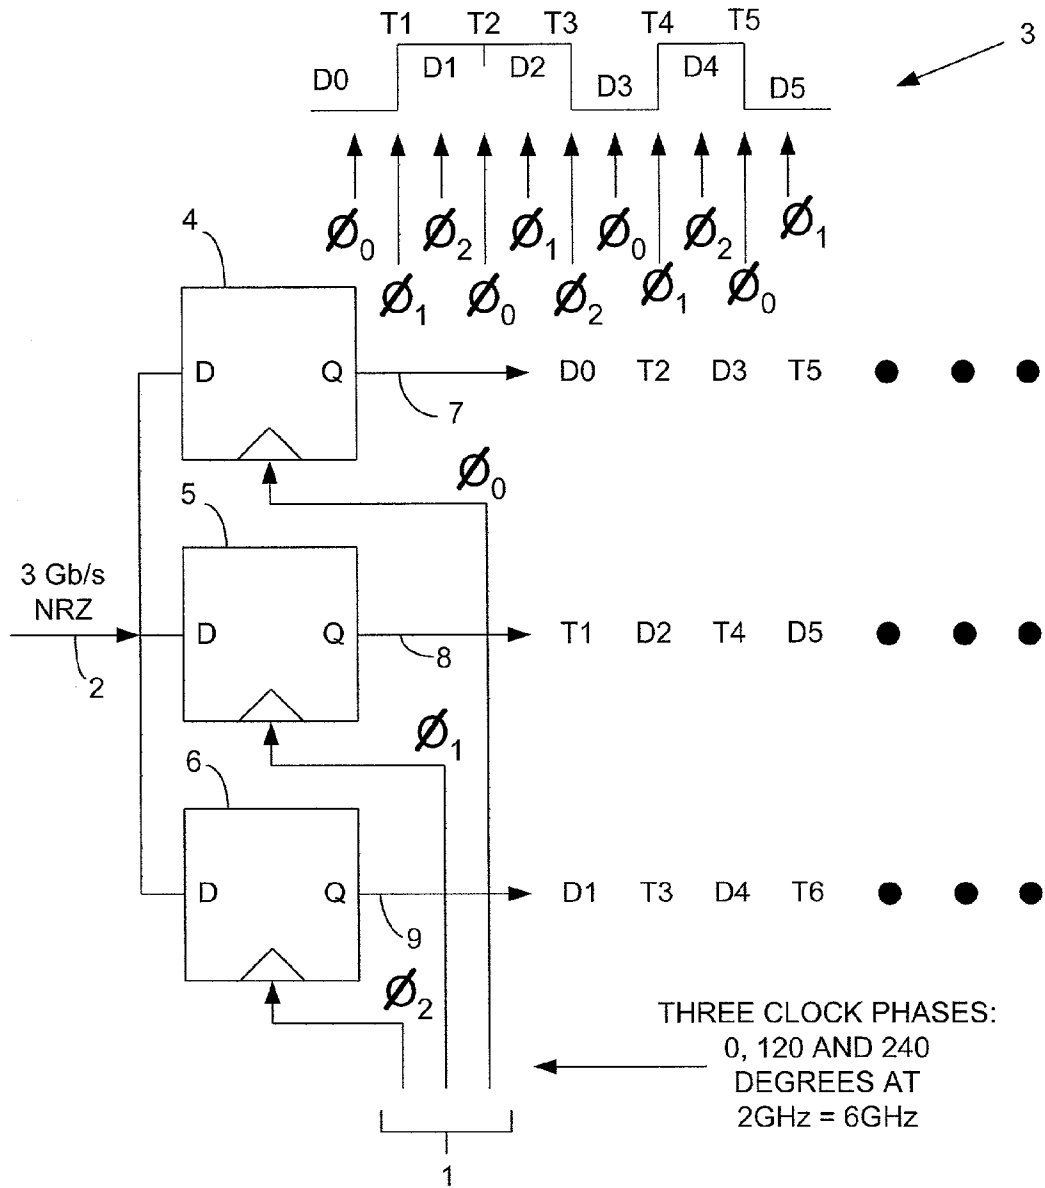 T1 T2 T3 T4 T5
3
D0 D1 D2 D3 D4 D5
Ø0 Ø2 Ø1 Ø0 Ø2 Ø1
Ø1 Ø0 Ø2 Ø1 Ø0
4
D Q
7
D0 T2 D3 T5
Ø0
5
3 Gb/s
NRZ
2
D Q
8
T1 D2 T4 D5
Ø1
6
D Q
9
D1 T3 D4 T6
Ø2
THREE CLOCK PHASES:
0, 120 AND 240
DEGREES AT
2GHz = 6GHz
1